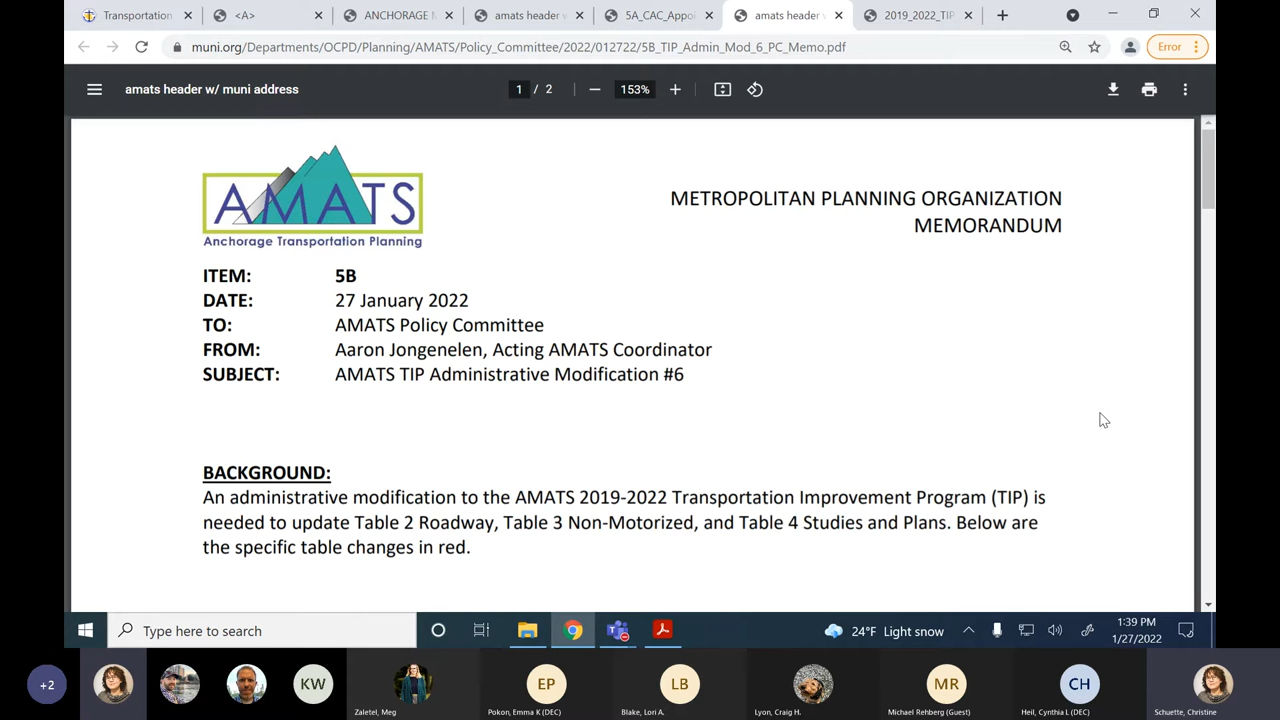 Transportation
<A>
ANCHORAGE M
amats header w
5A_CAC_Appoi
amats header w
2019_2022_TIP
muni.org/Departments/OCPD/Planning/AMATS/Policy_Committee/2022/012722/5B_TIP_Admin_Mod_6_PC_Memo.pdf
Error
amats header w/ muni address
1 / 2
153%
AMATS
Anchorage Transportation Planning
METROPOLITAN PLANNING ORGANIZATION
MEMORANDUM
ITEM: 5B
DATE: 27 January 2022
TO: AMATS Policy Committee
FROM: Aaron Jongenelen, Acting AMATS Coordinator
SUBJECT: AMATS TIP Administrative Modification #6
BACKGROUND:
An administrative modification to the AMATS 2019-2022 Transportation Improvement Program (TIP) is
needed to update Table 2 Roadway, Table 3 Non-Motorized, and Table 4 Studies and Plans. Below are
the specific table changes in red.
Type here to search
24°F Light snow
1:39 PM
1/27/2022
+2
KW
EP
LB
MR
CH
Zaletel, Meg
Pokon, Emma K (DEC)
Blake, Lori A.
Lyon, Craig H.
Michael Rehberg (Guest)
Heil, Cynthia L (DEC)
Schuette, Christine